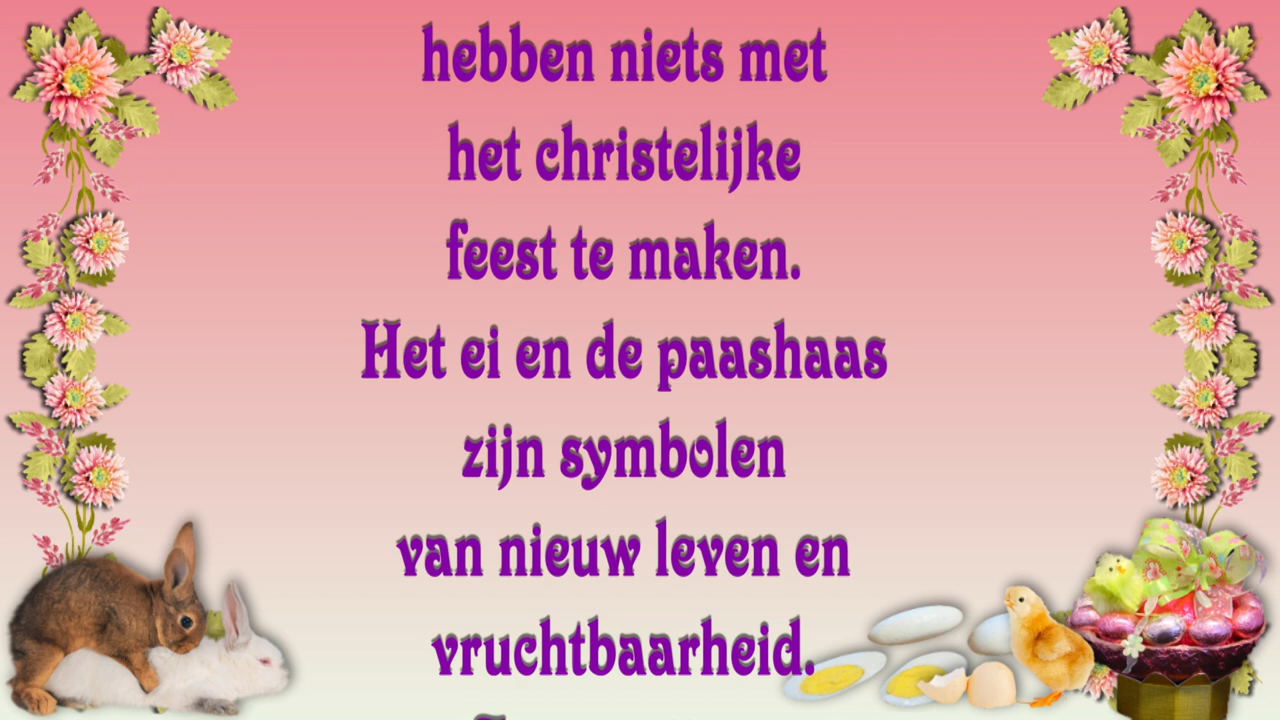 hebben niets met
het christelijke
feest te maken.
Het ei en de paashaas
zijn symbolen
van nieuw leven en
vruchtbaarheid.